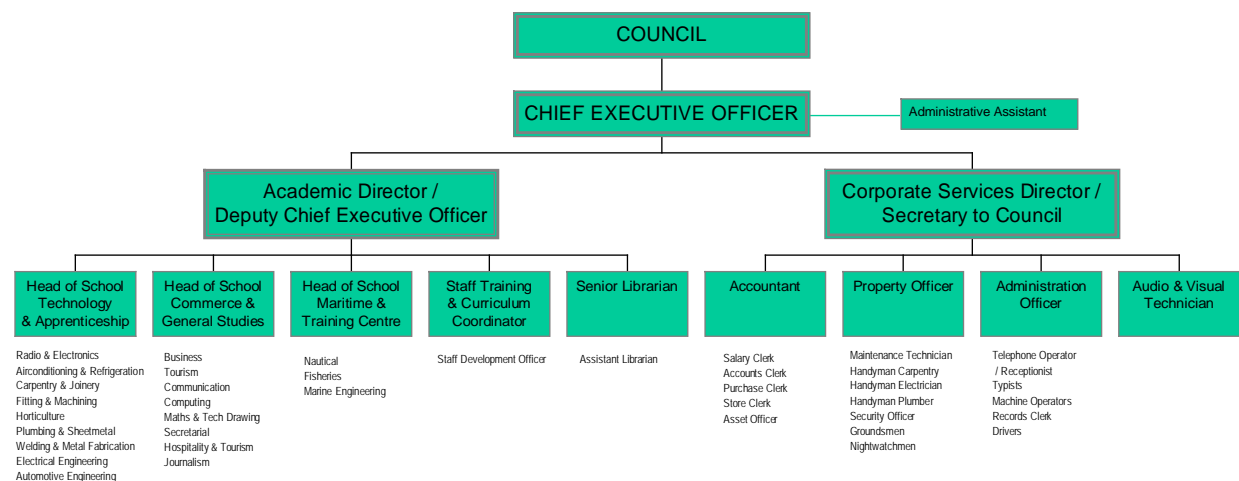 COUNCIL
CHIEF EXECUTIVE OFFICER
Administrative Assistant
Academic Director /
Deputy Chief Executive Officer
Corporate Services Director /
Secretary to Council
Head of School
Technology
& Apprenticeship
Head of School
Commerce &
General Studies
Head of School
Maritime &
Training Centre
Staff Training
& Curriculum
Coordinator
Senior Librarian
Accountant
Property Officer
Administration
Officer
Audio & Visual
Technician
Radio & Electronics
Airconditioning & Refrigeration
Carpentry & Joinery
Fitting & Machining
Horticulture
Plumbing & Sheetmetal
Welding & Metal Fabrication
Electrical Engineering
Automotive Engineering
Business
Tourism
Communication
Computing
Maths & Tech Drawing
Secretarial
Hospitality & Tourism
Journalism
Nautical
Fisheries
Marine Engineering
Staff Development Officer
Assistant Librarian
Salary Clerk
Accounts Clerk
Purchase Clerk
Store Clerk
Asset Officer
Maintenance Technician
Handyman Carpentry
Handyman Electrician
Handyman Plumber
Security Officer
Groundsmen
Nightwatchmen
Telephone Operator
/ Receptionist
Typists
Machine Operators
Records Clerk
Drivers